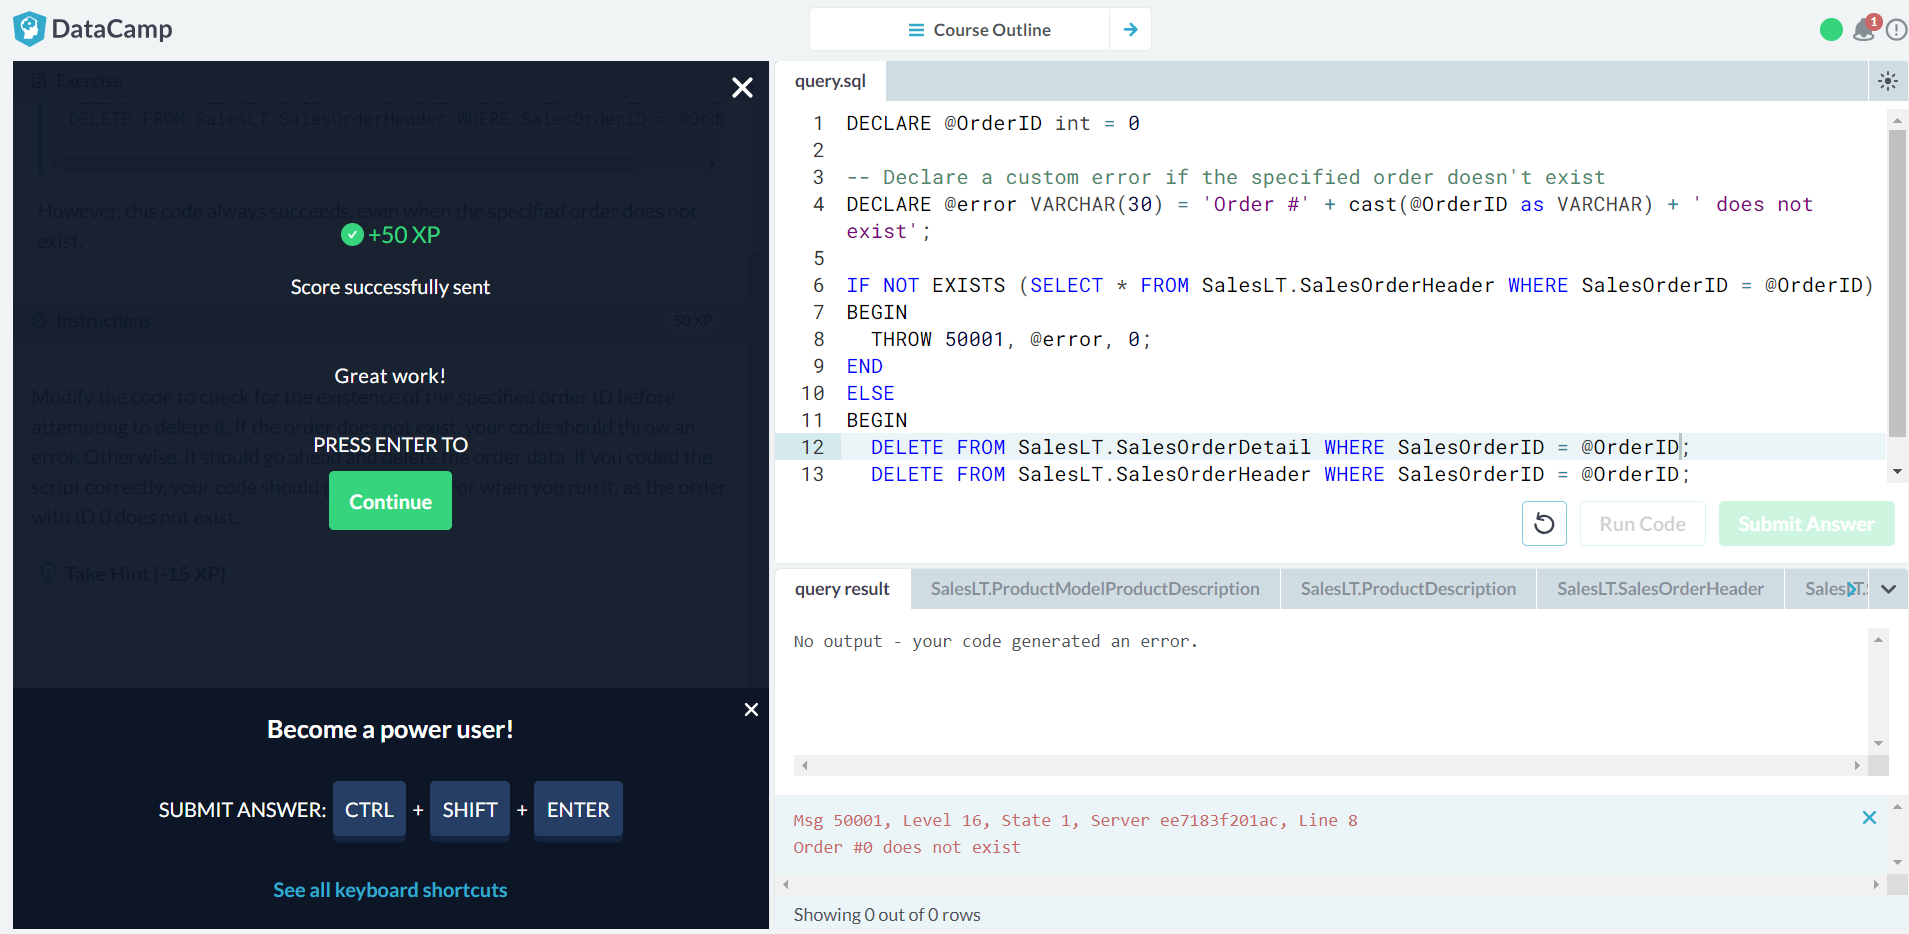 DataCamp
Course Outline
1
Exercise
DELETE FROM SalesLT.SalesOrderHeader WHERE SalesOrderID = @Ord
However, this code always succeeds, even when the specified order does not
exist.
+50 XP
Score successfully sent
Instructions
50 XP
Great work!
Modify the code to check for the existence of the specified order ID before
attempting to delete it. If the order does not exist, your code should throw an
PRESS ENTER TO
error. Otherwise, it should go ahead and delete the order data. If you coded the
script correctly, your code should
ror when you run it, as the order
Continue
with ID 0 does not exist.
Take Hint (-15 XP)
Become a power user!
SUBMIT ANSWER: CTRL + SHIFT + ENTER
See all keyboard shortcuts
query.sql
1 DECLARE @OrderID int = 0
2
3 -- Declare a custom error if the specified order doesn't exist
4 DECLARE @error VARCHAR(30) = 'Order #' + cast(@OrderID as VARCHAR) + ' does not
exist';
5
6 IF NOT EXISTS (SELECT * FROM SalesLT.SalesOrderHeader WHERE SalesOrderID = @OrderID)
7 BEGIN
8 THROW 50001, @error, 0;
9 END
10 ELSE
11 BEGIN
12 DELETE FROM SalesLT.SalesOrderDetail WHERE SalesOrderID = @OrderID;
13 DELETE FROM SalesLT.SalesOrderHeader WHERE SalesOrderID = @OrderID;
Run Code
Submit Answer
query result SalesLT.ProductModelProductDescription SalesLT.ProductDescription SalesLT.SalesOrderHeader SalesLT.
No output - your code generated an error.
Msg 50001, Level 16, State 1, Server ee7183f201ac, Line 8
Order #0 does not exist
Showing 0 out of 0 rows